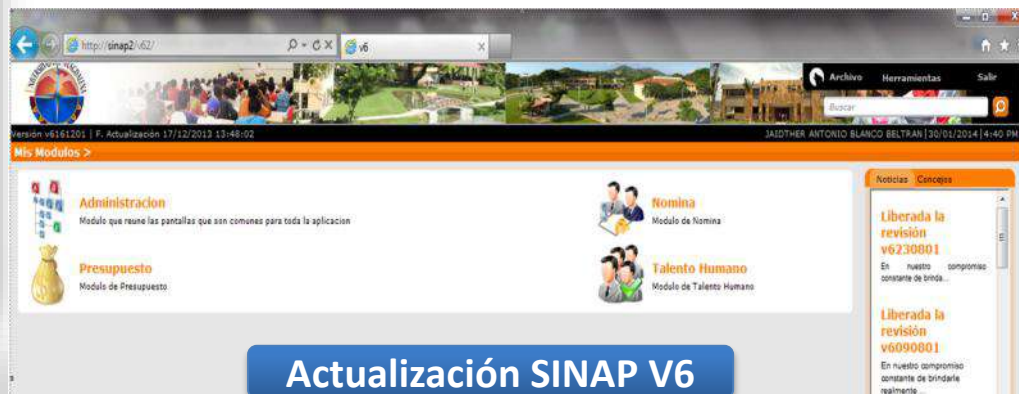 http://sinap2/v62/
v6
Archivo Herramientas Salir
Buscar
Versión v6161201 | F. Actualización 17/12/2013 13:48:02
JAIDTHER ANTONIO BLANCO BELTRAN|30/01/2014|4:40 PM
Mis Modulos >
Administracion
Modulo que reune las pantallas que son comunes para toda la aplicacion
Nomina
Modulo de Nomina
Presupuesto
Modulo de Presupuesto
Talento Humano
Modulo de Talento Humano
Noticias Concejos
Liberada la
revisión
v6230801
En nuestro compromiso
constante de brinda...
Liberada la
revisión
v6090801
En nuestro compromiso
constante de brindarle
realmente ...
Actualización SINAP V6